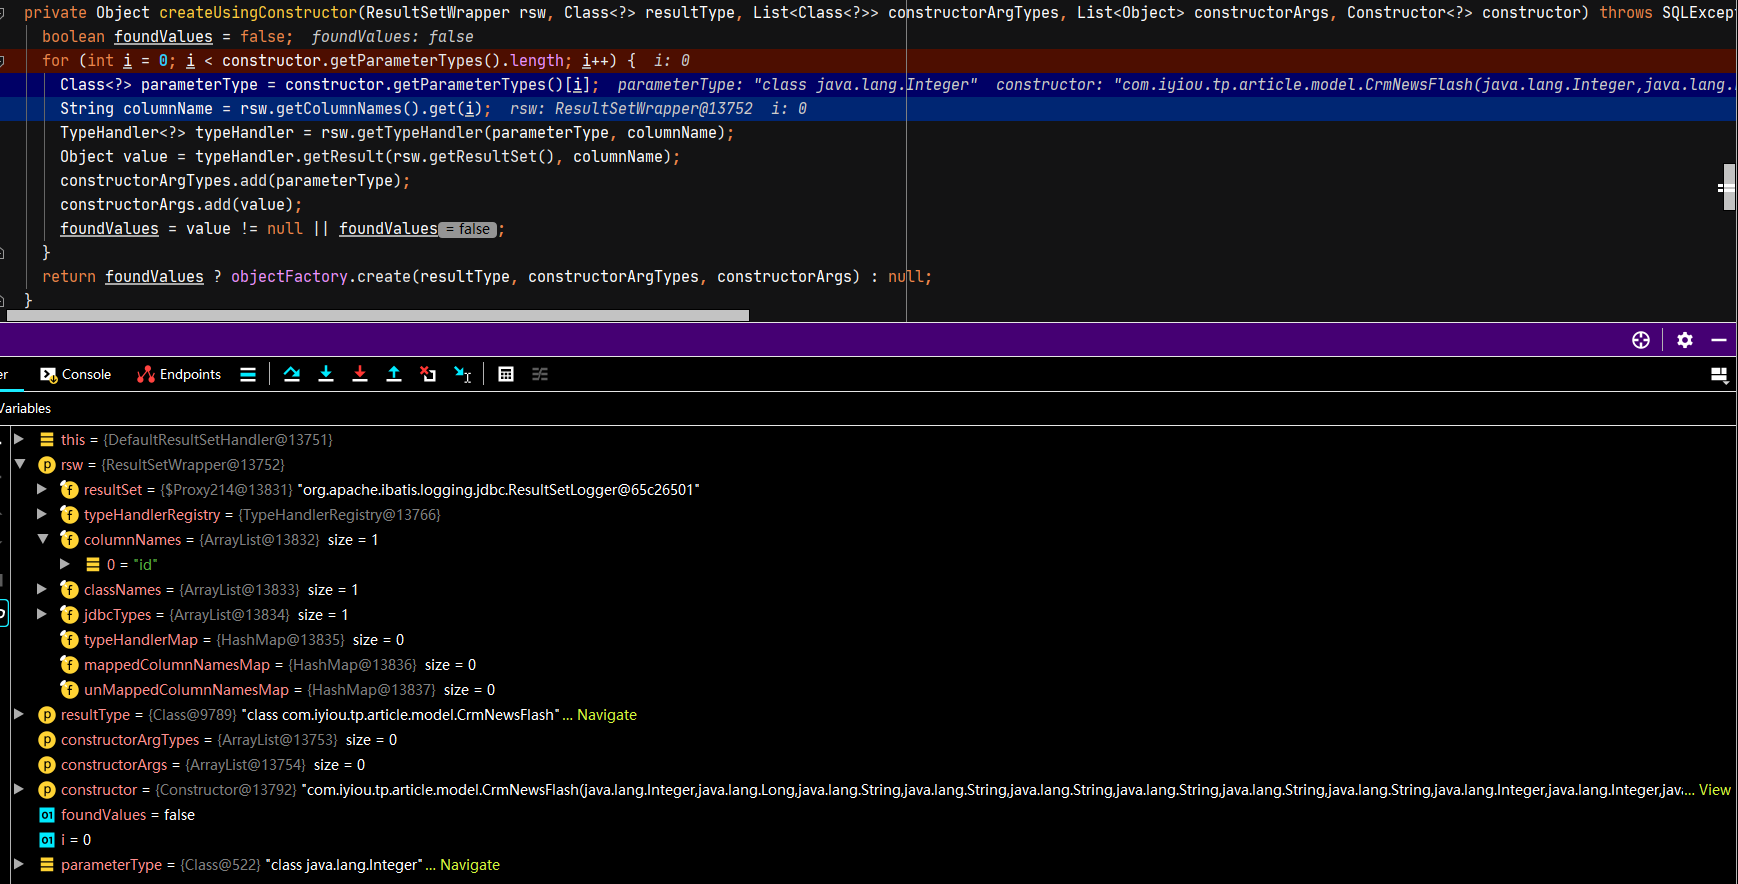 private Object createUsingConstructor(ResultSetWrapper rsw, Class<?> resultType, List<Class<?>> constructorArgTypes, List<Object> constructorArgs, Constructor<?> constructor) throws SQLExcept
boolean foundValues = false; foundValues: false
for (int i = 0; i < constructor.getParameterTypes().length; i++) { i: 0
Class<?> parameterType = constructor.getParameterTypes()[i]; parameterType: "class java.lang.Integer" constructor: "com.iyiou.tp.article.model.CrmNewsFlash(java.lang.Integer,java.lang.
String columnName = rsw.getColumnNames().get(i); rsw: ResultSetWrapper@13752 i: 0
TypeHandler<?> typeHandler = rsw.getTypeHandler(parameterType, columnName);
Object value = typeHandler.getResult(rsw.getResultSet(), columnName);
constructorArgTypes.add(parameterType);
constructorArgs.add(value);
foundValues = value != null || foundValues = false ;
}
return foundValues ? objectFactory.create(resultType, constructorArgTypes, constructorArgs) : null;
}
er Console Endpoints
Variables
this = {DefaultResultSetHandler@13751}
p rsw = {ResultSetWrapper@13752}
f resultSet = {$Proxy214@13831} "org.apache.ibatis.logging.jdbc.ResultSetLogger@65c26501"
f typeHandlerRegistry = {TypeHandlerRegistry@13766}
f columnNames = {ArrayList@13832} size = 1
0 = "id"
f classNames = {ArrayList@13833} size = 1
f jdbcTypes = {ArrayList@13834} size = 1
f typeHandlerMap = {HashMap@13835} size = 0
f mappedColumnNamesMap = {HashMap@13836} size = 0
f unMappedColumnNamesMap = {HashMap@13837} size = 0
p resultType = {Class@9789} "class com.iyiou.tp.article.model.CrmNewsFlash" ... Navigate
p constructorArgTypes = {ArrayList@13753} size = 0
p constructorArgs = {ArrayList@13754} size = 0
p constructor = {Constructor@13792} "com.iyiou.tp.article.model.CrmNewsFlash(java.lang.Integer,java.lang.Long,java.lang.String,java.lang.String,java.lang.String,java.lang.String,java.lang.String,java.lang.String,java.lang.Integer,java.lang.Integer,jav... View
01 foundValues = false
01 i = 0
parameterType = {Class@522} "class java.lang.Integer" ... Navigate